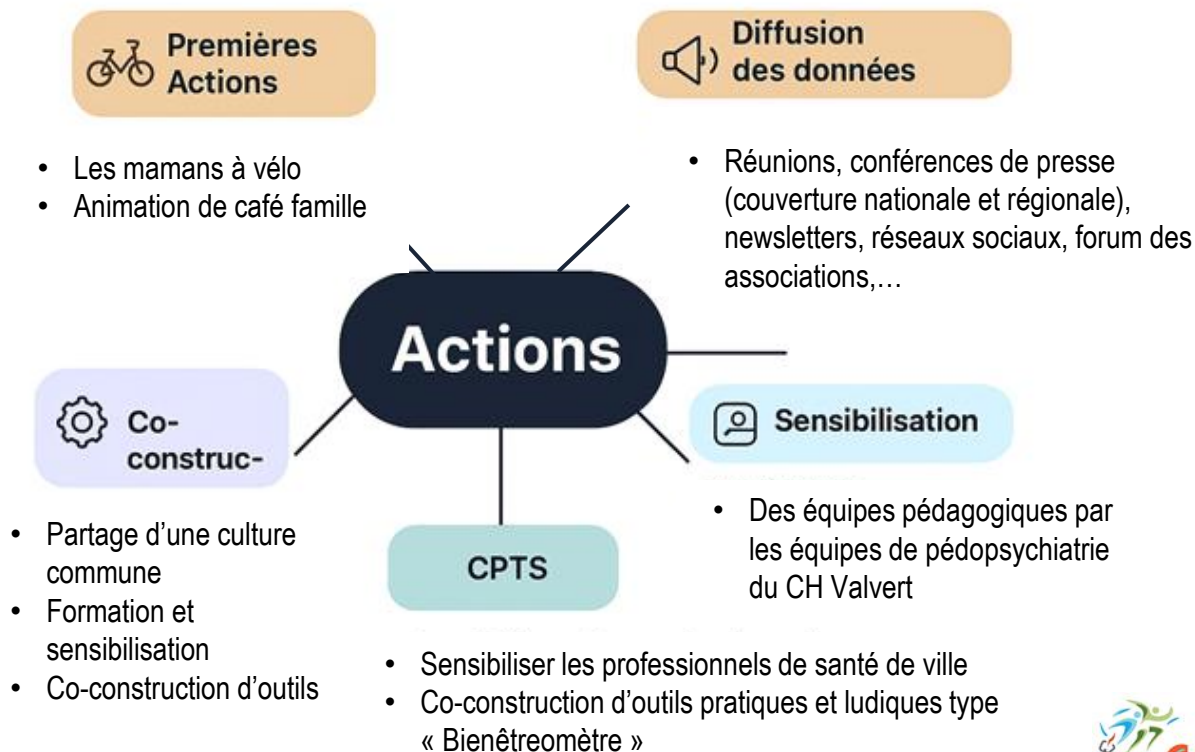 Premières
Actions
• Les mamans à vélo
• Animation de café famille
Diffusion
des données
• Réunions, conférences de presse
(couverture nationale et régionale),
newsletters, réseaux sociaux, forum des
associations,…
Actions
Co-
construc-
• Partage d’une culture
commune
• Formation et
sensibilisation
• Co-construction d’outils
CPTS
• Sensibiliser les professionnels de santé de ville
• Co-construction d’outils pratiques et ludiques type
« Bienêtreomètre »
Sensibilisation
• Des équipes pédagogiques par
les équipes de pédopsychiatrie
du CH Valvert